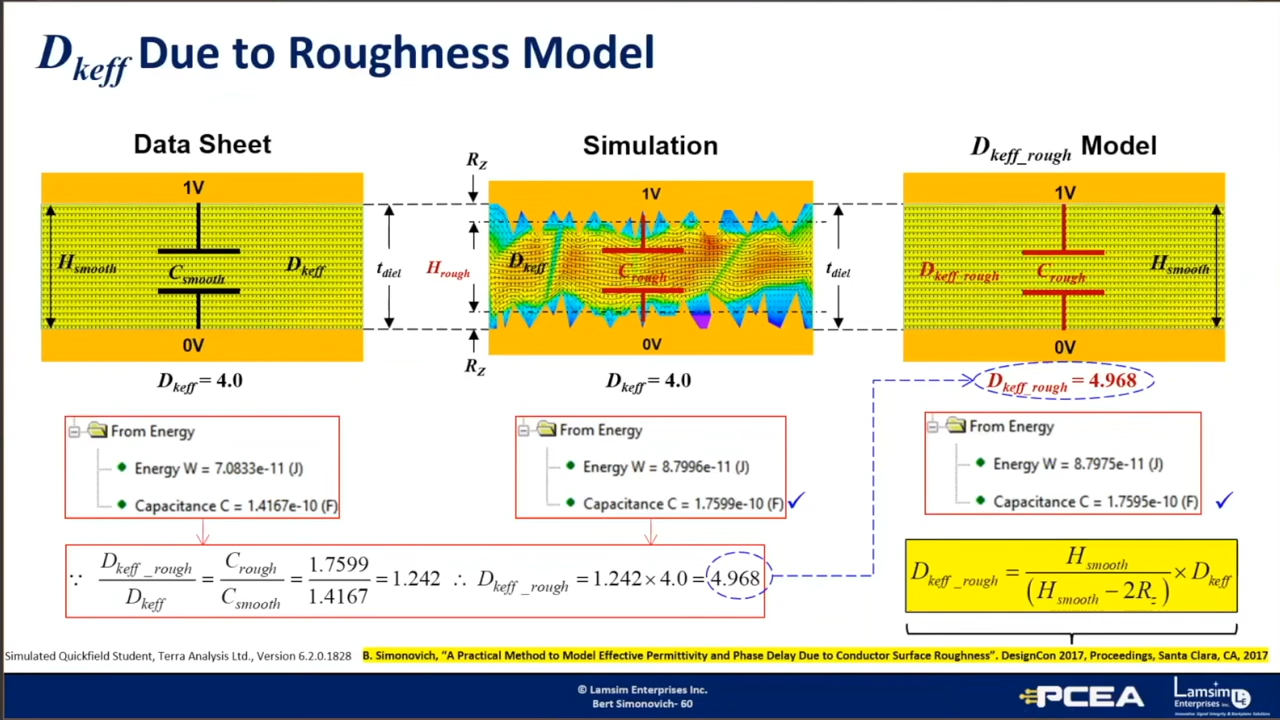 Dkeff Due to Roughness Model
Data Sheet
1V
Hsmooth
Csmooth
Dkeff
0V
tdiel
Dkeff = 4.0
Simulation
RZ
1V
Hrough
Dkeff
Crough
tdiel
0V
RZ
Dkeff = 4.0
Dkeff_rough Model
1V
Dkeff_rough
Crough
Hsmooth
0V
Dkeff_rough = 4.968
From Energy
Energy W = 7.0833e-11 (J)
Capacitance C = 1.4167e-10 (F)
From Energy
Energy W = 8.7996e-11 (J)
Capacitance C = 1.7599e-10 (F) ✓
From Energy
Energy W = 8.7975e-11 (J)
Capacitance C = 1.7595e-10 (F) ✓
∵ Dkeff_rough / Dkeff = Crough / Csmooth = 1.7599 / 1.4167 = 1.242 ∴ Dkeff_rough = 1.242 × 4.0 = 4.968
Dkeff_rough = Hsmooth / (Hsmooth − 2Rz) × Dkeff
Simulated Quickfield Student, Terra Analysis Ltd., Version 6.2.0.1828
B. Simonovich, “A Practical Method to Model Effective Permittivity and Phase Delay Due to Conductor Surface Roughness”. DesignCon 2017, Proceedings, Santa Clara, CA, 2017
© Lamsim Enterprises Inc.
Bert Simonovich- 60
PCEA
Lamsim
Enterprises Inc.
LE
Innovative Signal Integrity & Backplane Solutions